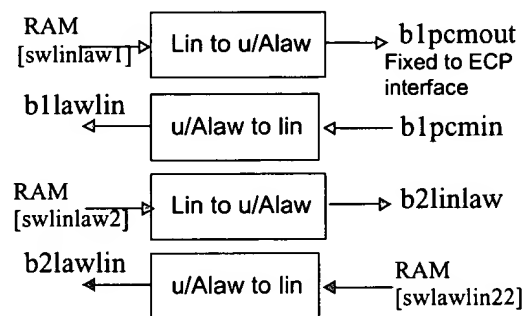 RAM
[swlinlaw1]
Lin to u/Alaw
b1pcmout
Fixed to ECP
interface
b1lawlin
u/Alaw to lin
b1pcmin
RAM
[swlinlaw2]
Lin to u/Alaw
b2linlaw
b2lawlin
u/Alaw to lin
RAM
[swlawlin22]